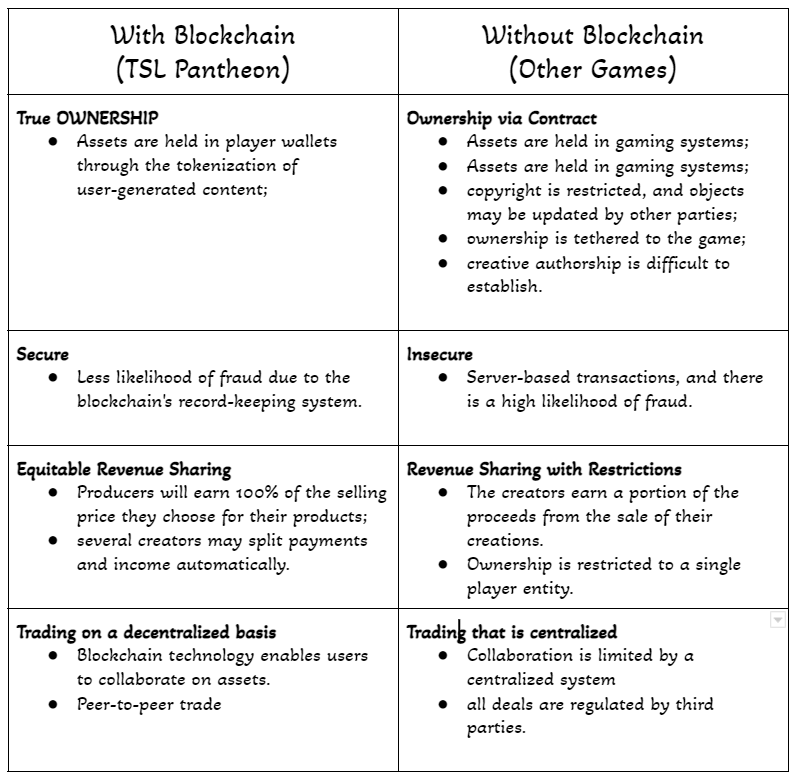 With Blockchain
(TSL Pantheon)
Without Blockchain
(Other Games)
True OWNERSHIP
● Assets are held in player wallets
through the tokenization of
user-generated content;
Ownership via Contract
● Assets are held in gaming systems;
● Assets are held in gaming systems;
● copyright is restricted, and objects
may be updated by other parties;
● ownership is tethered to the game;
● creative authorship is difficult to
establish.
Secure
● Less likelihood of fraud due to the
blockchain's record-keeping system.
Insecure
● Server-based transactions, and there
is a high likelihood of fraud.
Equitable Revenue Sharing
● Producers will earn 100% of the selling
price they choose for their products;
● several creators may split payments
and income automatically.
Revenue Sharing with Restrictions
● The creators earn a portion of the
proceeds from the sale of their
creations.
● Ownership is restricted to a single
player entity.
Trading on a decentralized basis
● Blockchain technology enables users
to collaborate on assets.
● Peer-to-peer trade
Trading that is centralized
● Collaboration is limited by a
centralized system
● all deals are regulated by third
parties.